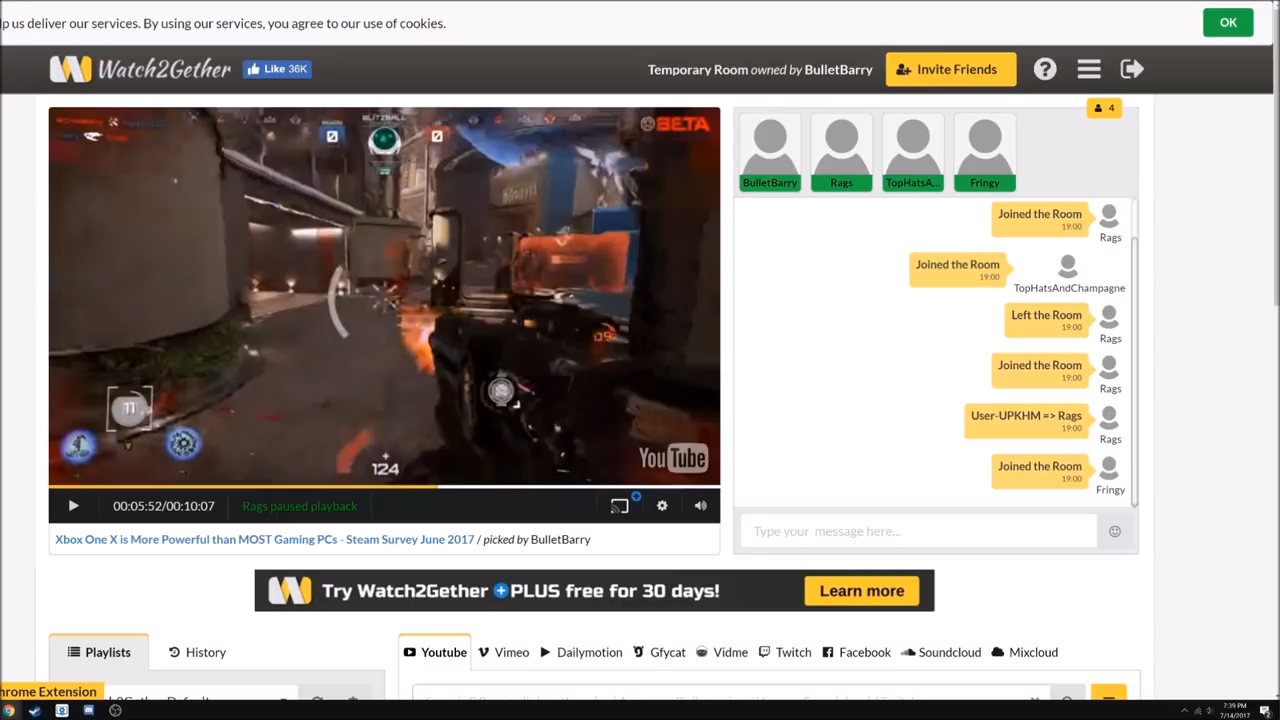 lp us deliver our services. By using our services, you agree to our use of cookies.
OK
Watch2Gether
Like 36K
Temporary Room owned by BulletBarry
Invite Friends
4
BLITZBALL
0
0
22
BETA
11
124
YouTube
00:05:52/00:10:07
Rags paused playback
Xbox One X is More Powerful than MOST Gaming PCs - Steam Survey June 2017 / picked by BulletBarry
BulletBarry
Rags
TopHatsA...
Fringy
Joined the Room
19:00
Rags
Joined the Room
19:00
TopHatsAndChampagne
Left the Room
19:00
Rags
Joined the Room
19:00
Rags
User-UPKHM => Rags
19:00
Rags
Joined the Room
19:00
Fringy
Type your message here...
Try Watch2Gether PLUS free for 30 days!
Learn more
Playlists
History
Youtube
Vimeo
Dailymotion
Gfycat
Vidme
Twitch
Facebook
Soundcloud
Mixcloud
hrome Extension
7:39 PM
7/14/2017